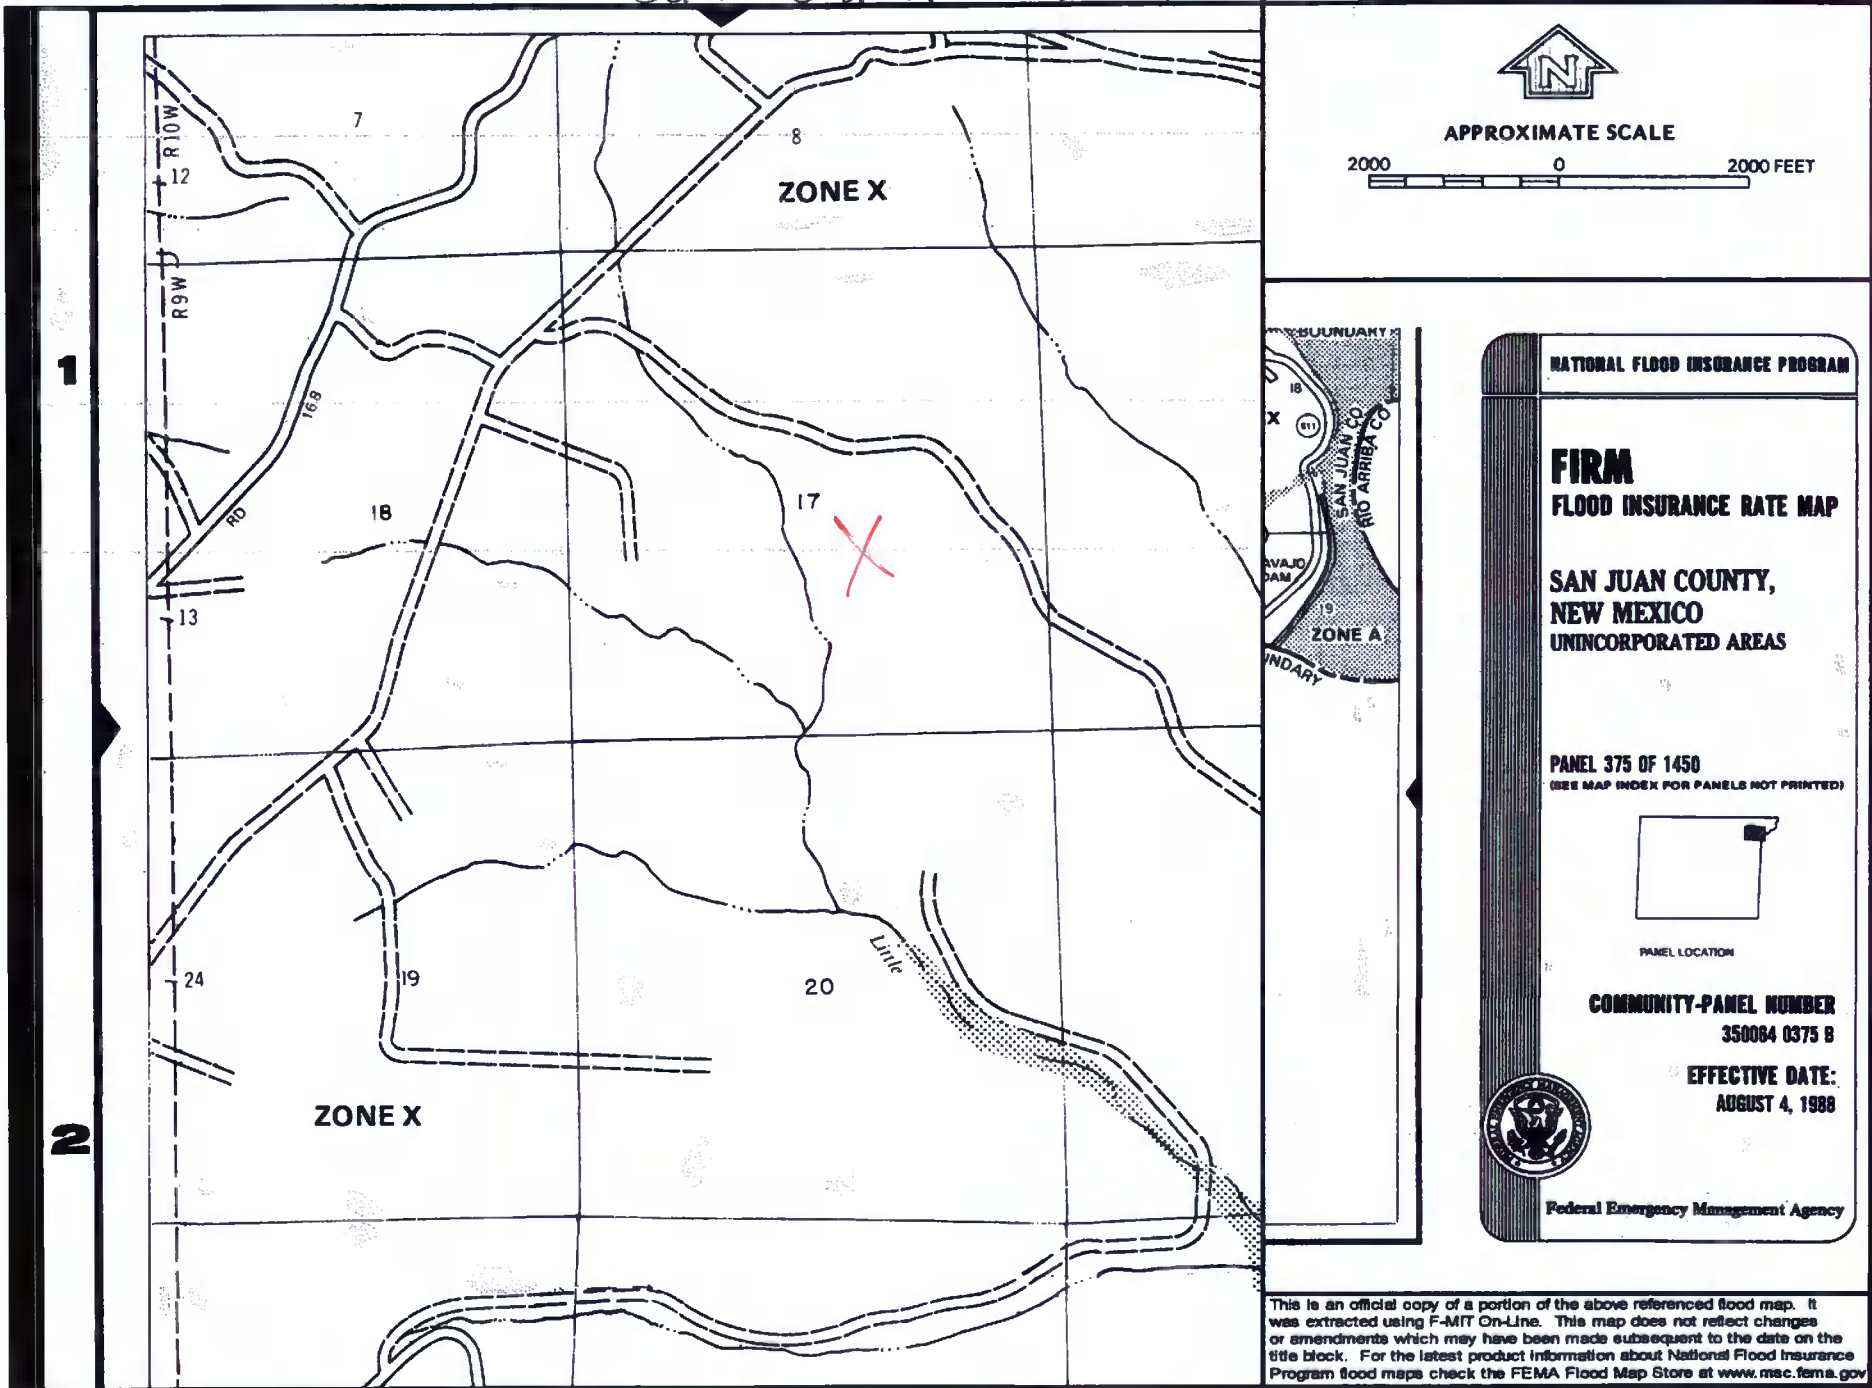 7
8
R10W
12
ZONE X
R9W
1
16.8
RD
18
17
13
Little
24
19
20
2
ZONE X
N
APPROXIMATE SCALE
2000 0 2000 FEET
BOUNDARY
18
X
511
SAN JUAN CO
RIO ARRIBA CO
AVAJO
DAM
19
ZONE A
UNDARY
NATIONAL FLOOD INSURANCE PROGRAM
FIRM
FLOOD INSURANCE RATE MAP
SAN JUAN COUNTY,
NEW MEXICO
UNINCORPORATED AREAS
PANEL 375 OF 1450
(SEE MAP INDEX FOR PANELS NOT PRINTED)
PANEL LOCATION
COMMUNITY-PANEL NUMBER
350064 0375 B
EFFECTIVE DATE:
AUGUST 4, 1988
Federal Emergency Management Agency
This is an official copy of a portion of the above referenced flood map. It
was extracted using F-MIT On-Line. This map does not reflect changes
or amendments which may have been made subsequent to the date on the
title block. For the latest product information about National Flood Insurance
Program flood maps check the FEMA Flood Map Store at www.msc.fema.gov